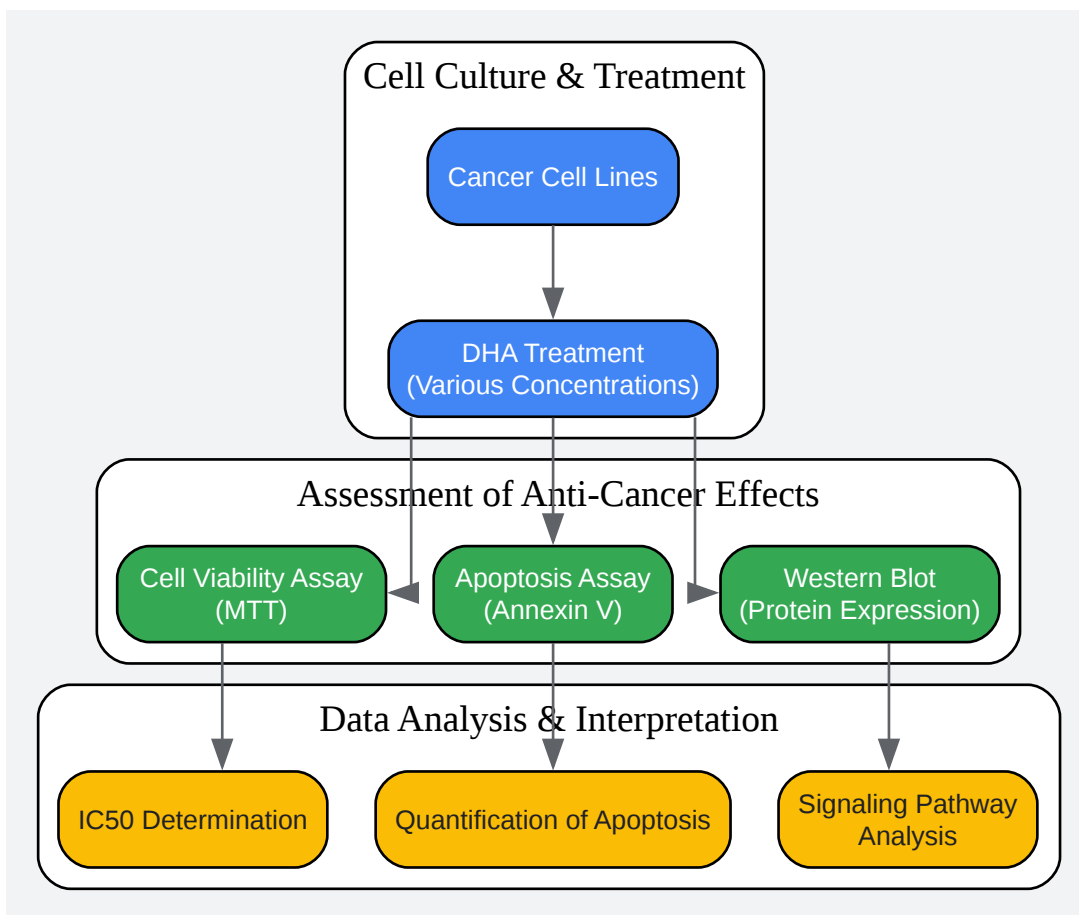 Cell Culture & Treatment
Cancer Cell Lines
DHA Treatment
(Various Concentrations)
Assessment of Anti-Cancer Effects
Cell Viability Assay
(MTT)
Apoptosis Assay
(Annexin V)
Western Blot
(Protein Expression)
Data Analysis & Interpretation
IC50 Determination
Quantification of Apoptosis
Signaling Pathway
Analysis